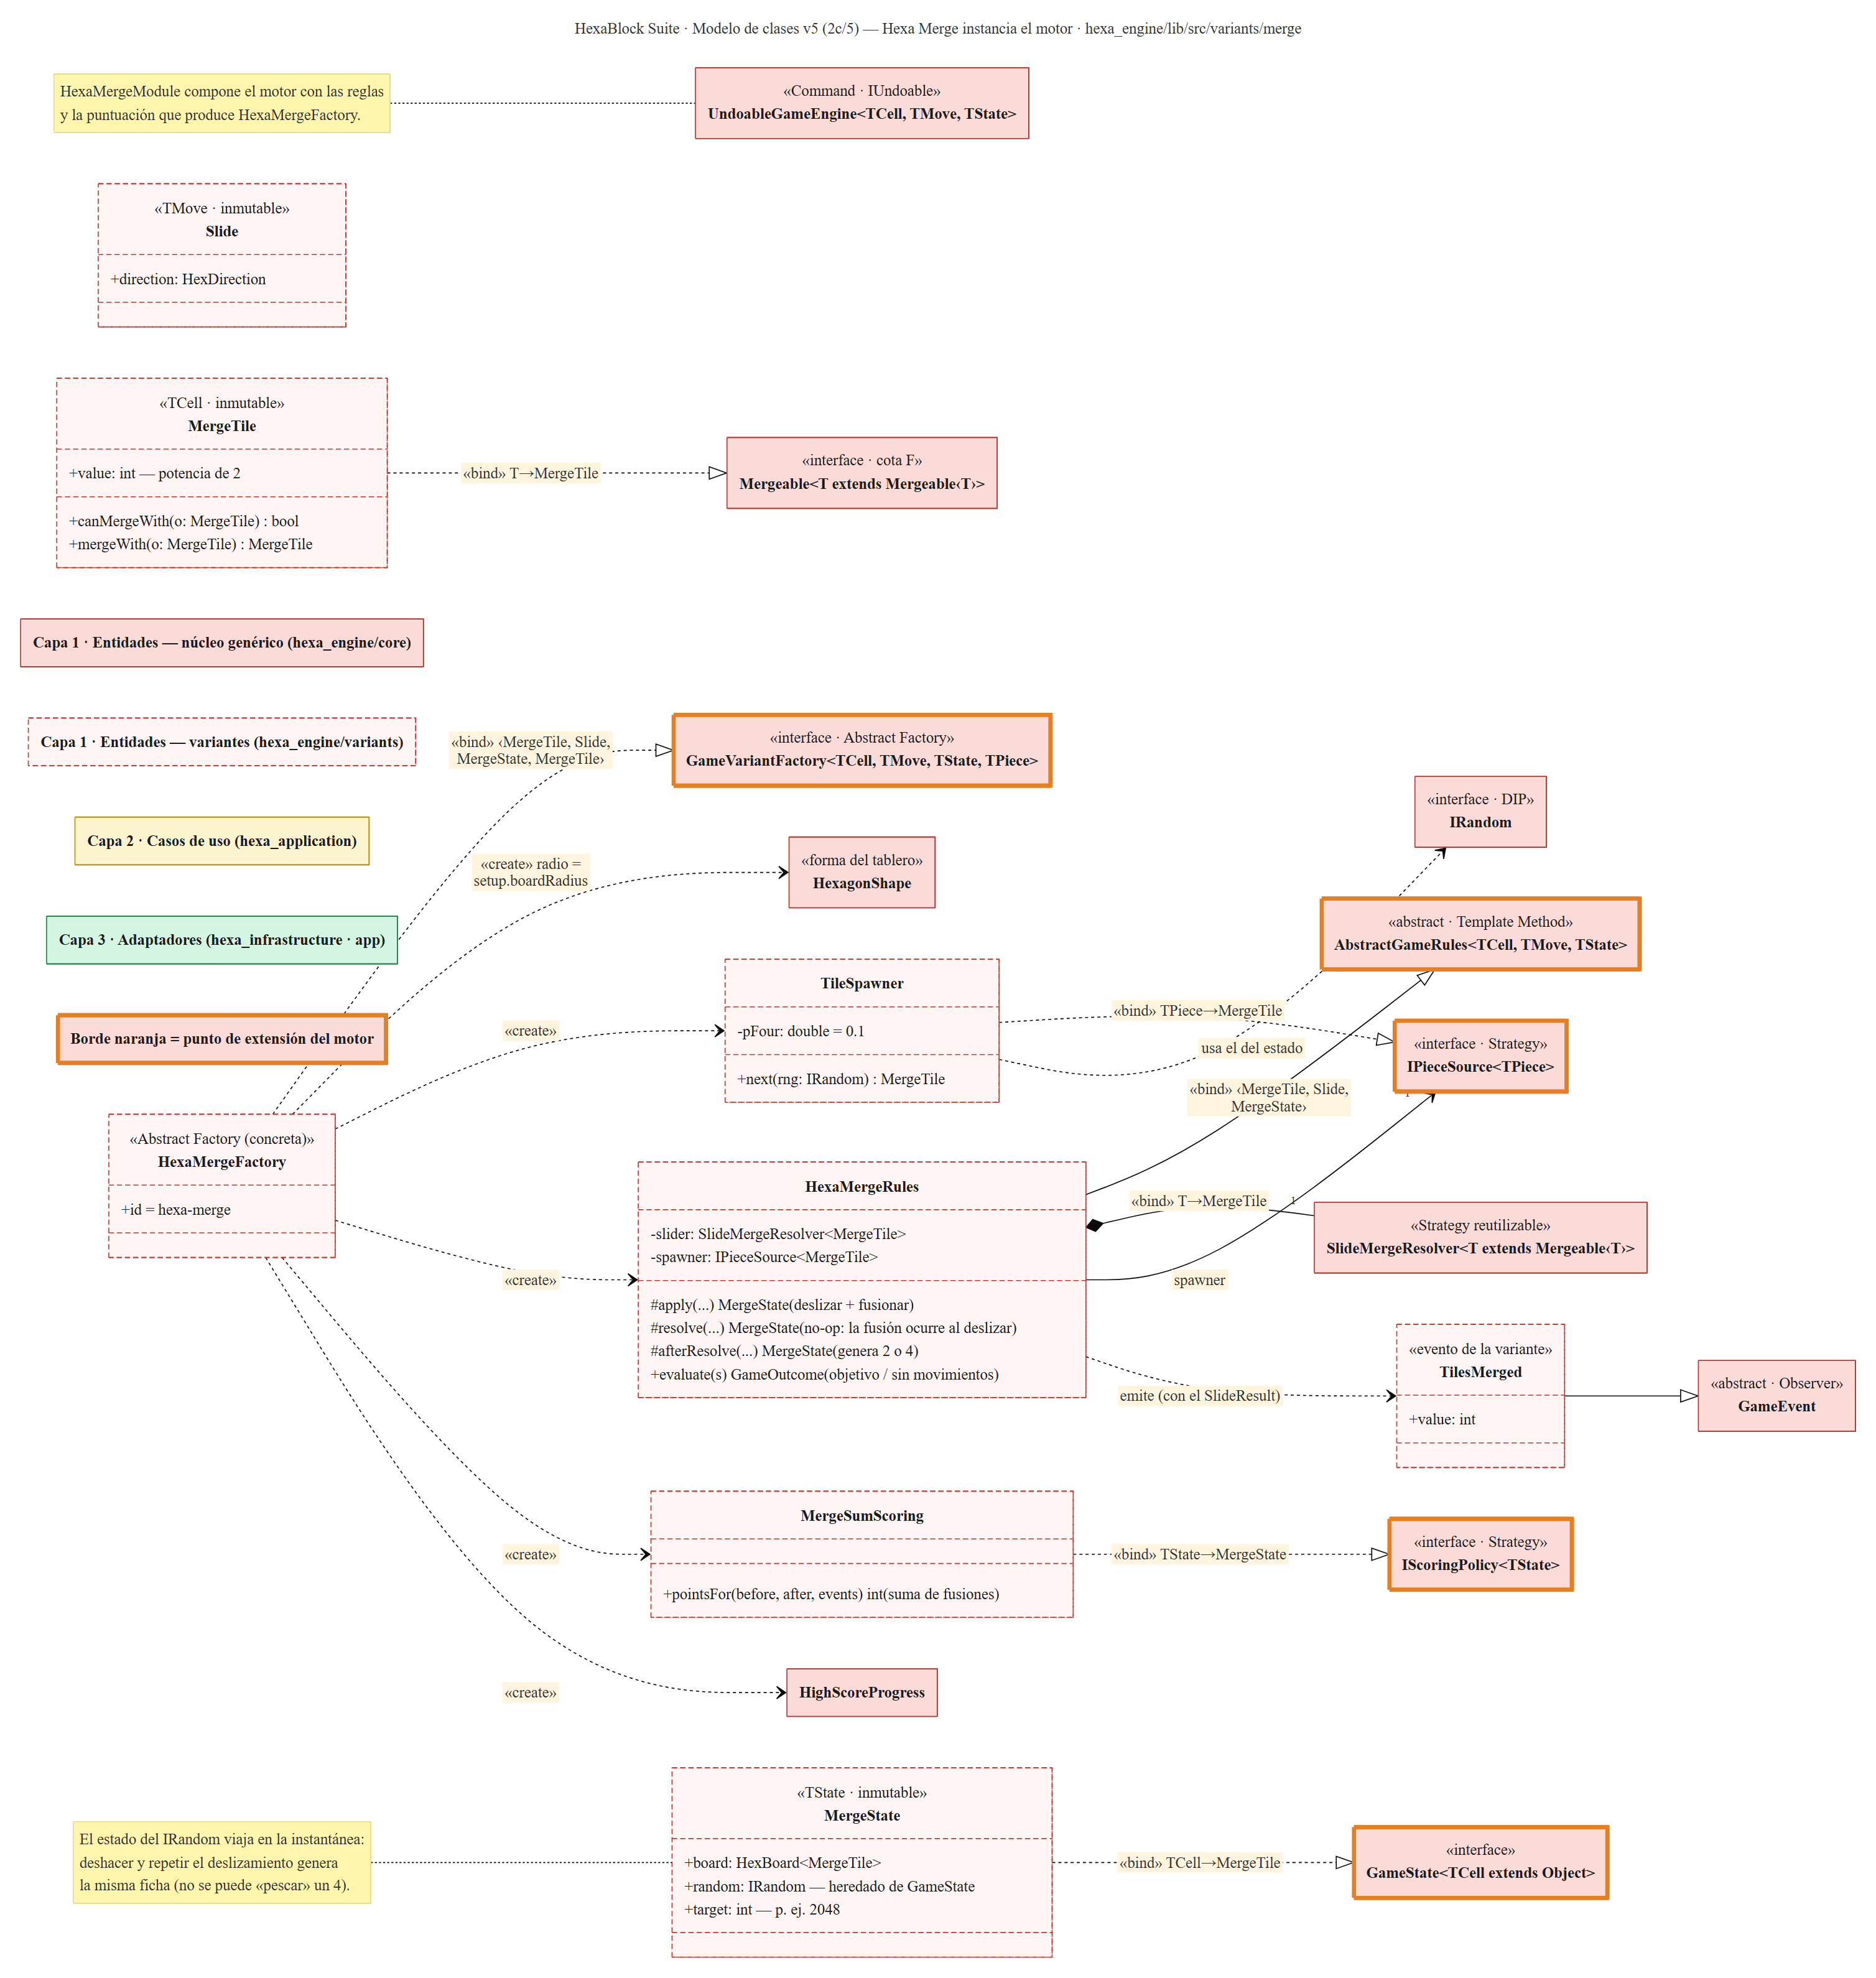 HexaBlock Suite · Modelo de clases v5 (2c/5) — Hexa Merge instancia el motor · hexa_engine/lib/src/variants/merge
HexaMergeModule compone el motor con las reglas
y la puntuación que produce HexaMergeFactory.
«Command · IUndoable»
UndoableGameEngine<TCell, TMove, TState>
«TMove · inmutable»
Slide
+direction: HexDirection
«TCell · inmutable»
MergeTile
+value: int — potencia de 2
+canMergeWith(o: MergeTile) : bool
+mergeWith(o: MergeTile) : MergeTile
«bind» T→MergeTile
«interface · cota F»
Mergeable<T extends Mergeable‹T›>
Capa 1 · Entidades — núcleo genérico (hexa_engine/core)
Capa 1 · Entidades — variantes (hexa_engine/variants)
Capa 2 · Casos de uso (hexa_application)
Capa 3 · Adaptadores (hexa_infrastructure · app)
Borde naranja = punto de extensión del motor
«bind» ‹MergeTile, Slide,
MergeState, MergeTile›
«interface · Abstract Factory»
GameVariantFactory<TCell, TMove, TState, TPiece>
«create» radio =
setup.boardRadius
«forma del tablero»
HexagonShape
«interface · DIP»
IRandom
«abstract · Template Method»
AbstractGameRules<TCell, TMove, TState>
«create»
TileSpawner
-pFour: double = 0.1
+next(rng: IRandom) : MergeTile
«bind» TPiece→MergeTile
usa el del estado
«interface · Strategy»
IPieceSource<TPiece>
1
«bind» ‹MergeTile, Slide,
MergeState›
«Abstract Factory (concreta)»
HexaMergeFactory
+id = hexa-merge
«create»
HexaMergeRules
-slider: SlideMergeResolver<MergeTile>
-spawner: IPieceSource<MergeTile>
#apply(...) MergeState(deslizar + fusionar)
#resolve(...) MergeState(no-op: la fusión ocurre al deslizar)
#afterResolve(...) MergeState(genera 2 o 4)
+evaluate(s) GameOutcome(objetivo / sin movimientos)
«bind» T→MergeTile
1
«Strategy reutilizable»
SlideMergeResolver<T extends Mergeable‹T›>
spawner
emite (con el SlideResult)
«evento de la variante»
TilesMerged
+value: int
«abstract · Observer»
GameEvent
«create»
MergeSumScoring
+pointsFor(before, after, events) int(suma de fusiones)
«bind» TState→MergeState
«interface · Strategy»
IScoringPolicy<TState>
«create»
HighScoreProgress
El estado del IRandom viaja en la instantánea:
deshacer y repetir el deslizamiento genera
la misma ficha (no se puede «pescar» un 4).
«TState · inmutable»
MergeState
+board: HexBoard<MergeTile>
+random: IRandom — heredado de GameState
+target: int — p. ej. 2048
«bind» TCell→MergeTile
«interface»
GameState<TCell extends Object>